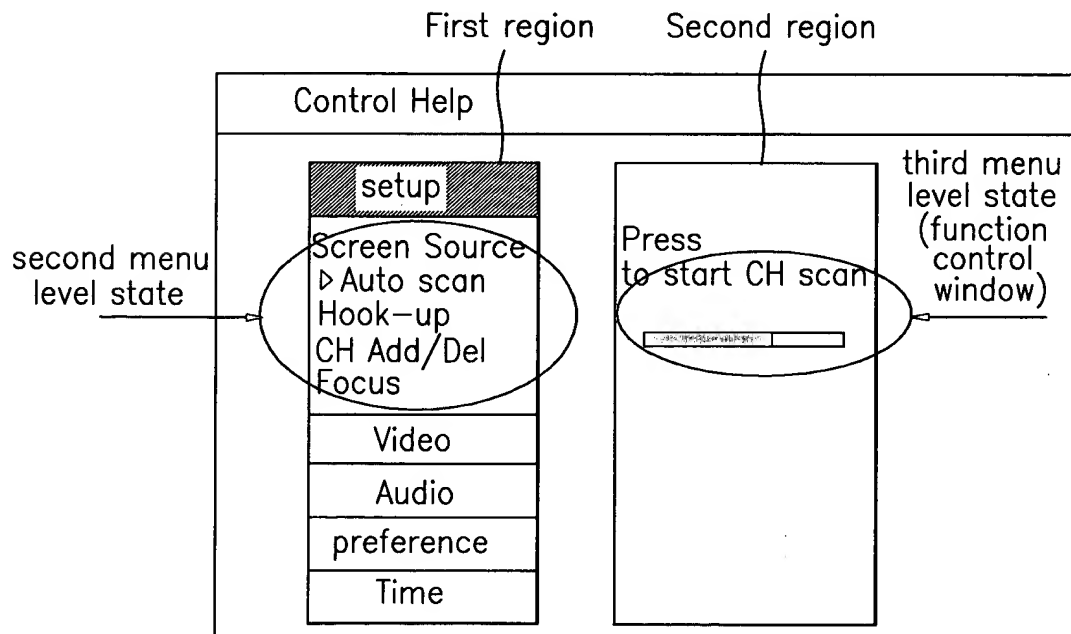 First region
Second region
Control Help
setup
Screen Source
▷ Auto scan
Hook-up
CH Add/Del
Focus
Video
Audio
preference
Time
Press
to start CH scan
second menu
level state
third menu
level state
(function
control
window)